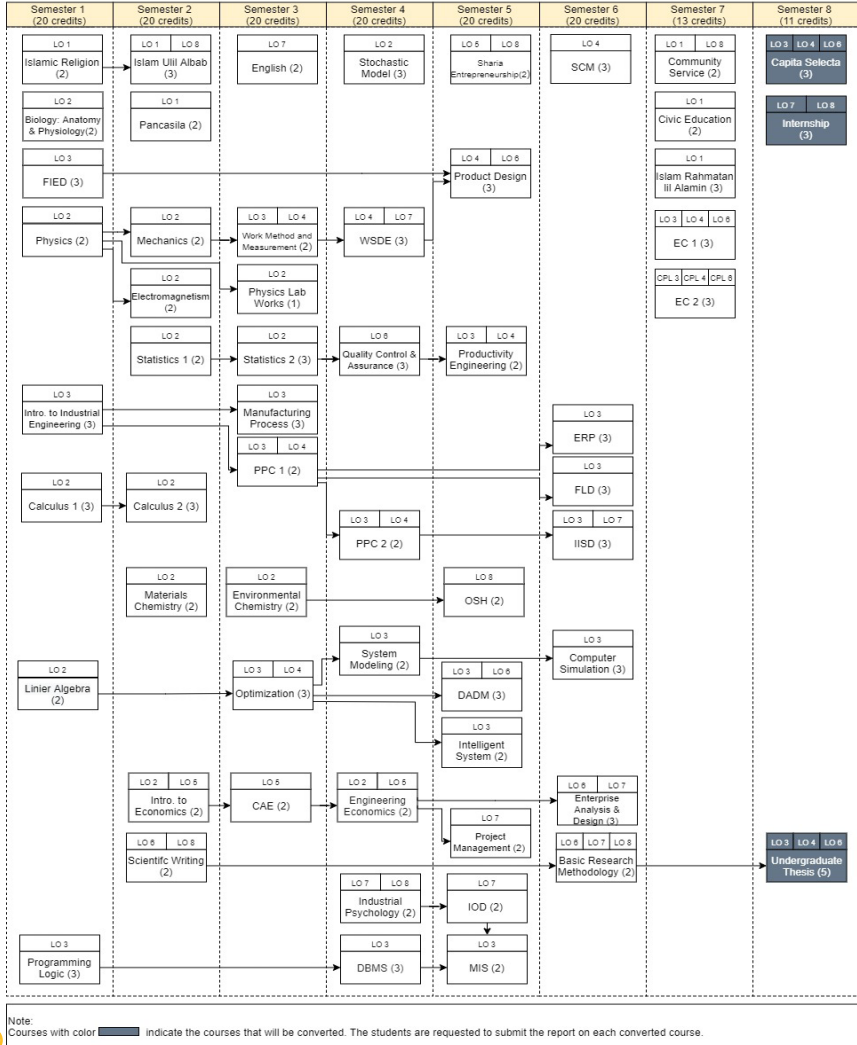 Semester 1
(20 credits)
Semester 2
(20 credits)
Semester 3
(20 credits)
Semester 4
(20 credits)
Semester 5
(20 credits)
Semester 6
(20 credits)
Semester 7
(13 credits)
Semester 8
(11 credits)
LO 1
Islamic Religion
(2)
LO 1 LO 8
Islam Ulil Albab
(3)
LO 7
English (2)
LO 2
Stochastic
Model (3)
LO 5 LO 8
Sharia
Entrepreneurship(2)
LO 4
SCM (3)
LO 1 LO 8
Community
Service (2)
LO 3 LO 4 LO 6
Capita Selecta
(3)
LO 2
Biology: Anatomy
& Physiology(2)
LO 1
Pancasila (2)
LO 1
Civic Education
(2)
LO 7 LO 8
Internship
(3)
LO 3
FIED (3)
LO 4 LO 6
Product Design
(3)
LO 1
Islam Rahmatan
lil Alamin (3)
LO 2
Physics (2)
LO 2
Mechanics (2)
LO 3 LO 4
Work Method and
Measurement (2)
LO 4 LO 7
WSDE (3)
LO 3 LO 4 LO 6
EC 1 (3)
LO 2
Electromagnetism
(2)
LO 2
Physics Lab
Works (1)
CPL 3 CPL 4 CPL 6
EC 2 (3)
LO 2
Statistics 1 (2)
LO 2
Statistics 2 (3)
LO 6
Quality Control &
Assurance (3)
LO 3 LO 4
Productivity
Engineering (2)
LO 3
Intro. to Industrial
Engineering (3)
LO 3
Manufacturing
Process (3)
LO 3
ERP (3)
LO 3 LO 4
PPC 1 (2)
LO 3
FLD (3)
LO 2
Calculus 1 (3)
LO 2
Calculus 2 (3)
LO 3 LO 4
PPC 2 (2)
LO 3 LO 7
IISD (3)
LO 2
Materials
Chemistry (2)
LO 2
Environmental
Chemistry (2)
LO 8
OSH (2)
LO 3
System
Modeling (2)
LO 3
Computer
Simulation (3)
LO 2
Linier Algebra
(2)
LO 3 LO 4
Optimization (3)
LO 3 LO 6
DADM (3)
LO 3
Intelligent
System (2)
LO 2 LO 5
Intro. to
Economics (2)
LO 5
CAE (2)
LO 2 LO 5
Engineering
Economics (2)
LO 6 LO 7
Enterprise
Analysis &
Design (3)
LO 7
Project
Management (2)
LO 6 LO 8
Scientifc Writing
(2)
LO 6 LO 7 LO 8
Basic Research
Methodology (2)
LO 3 LO 4 LO 6
Undergraduate
Thesis (5)
LO 7 LO 8
Industrial
Psychology (2)
LO 7
IOD (2)
LO 3
Programming
Logic (3)
LO 3
DBMS (3)
LO 3
MIS (2)
Note:
Courses with color indicate the courses that will be converted. The students are requested to submit the report on each converted course.